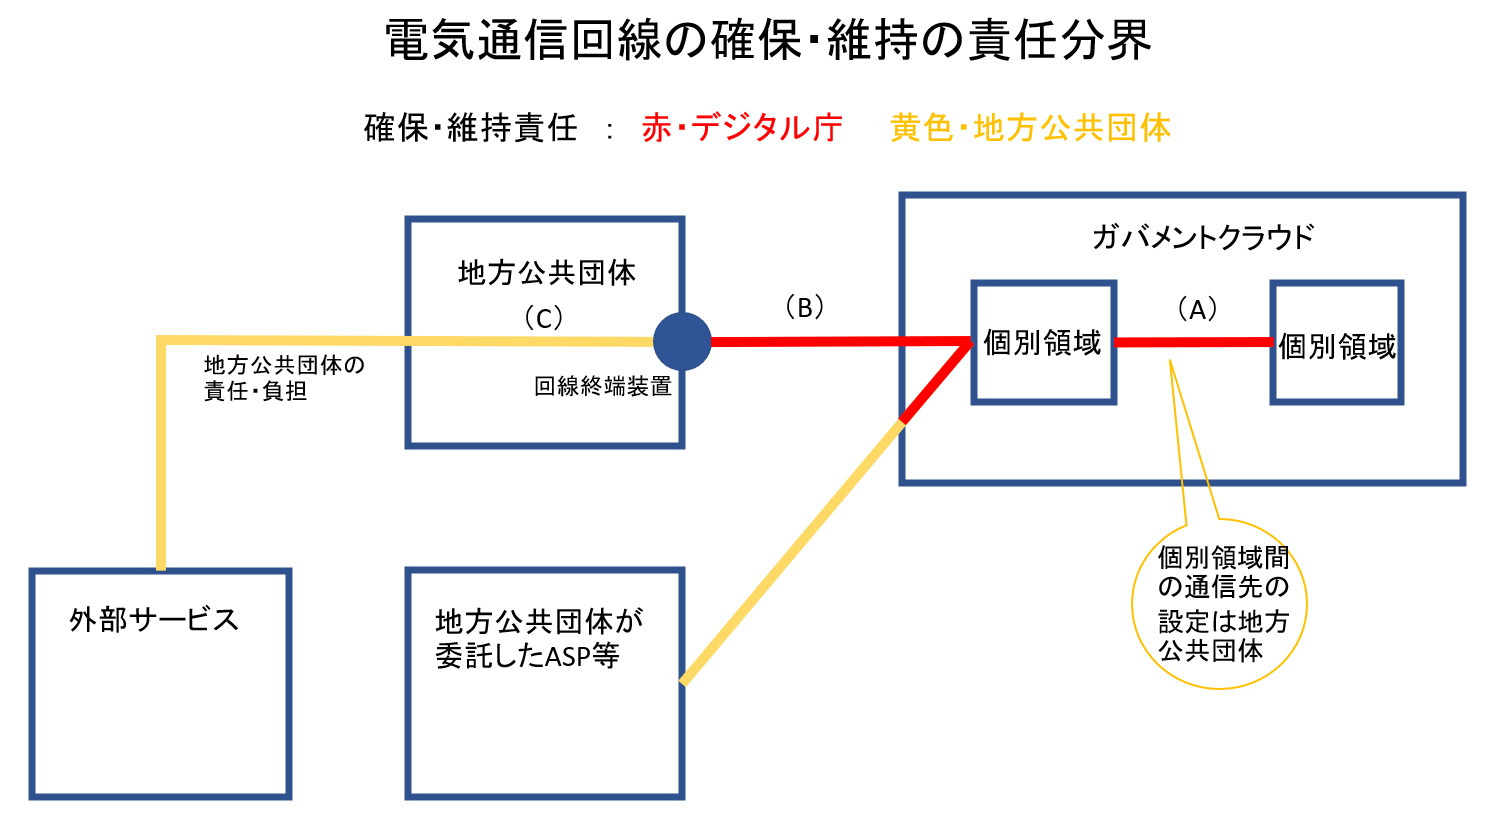 電気通信回線の確保・維持の責任分界
確保・維持責任 ： 赤・デジタル庁 黄色・地方公共団体
ガバメントクラウド
地方公共団体
（C）
（B）
（A）
個別領域
個別領域
地方公共団体の
責任・負担
回線終端装置
外部サービス
地方公共団体が
委託したASP等
個別領域間
の通信先の
設定は地方
公共団体